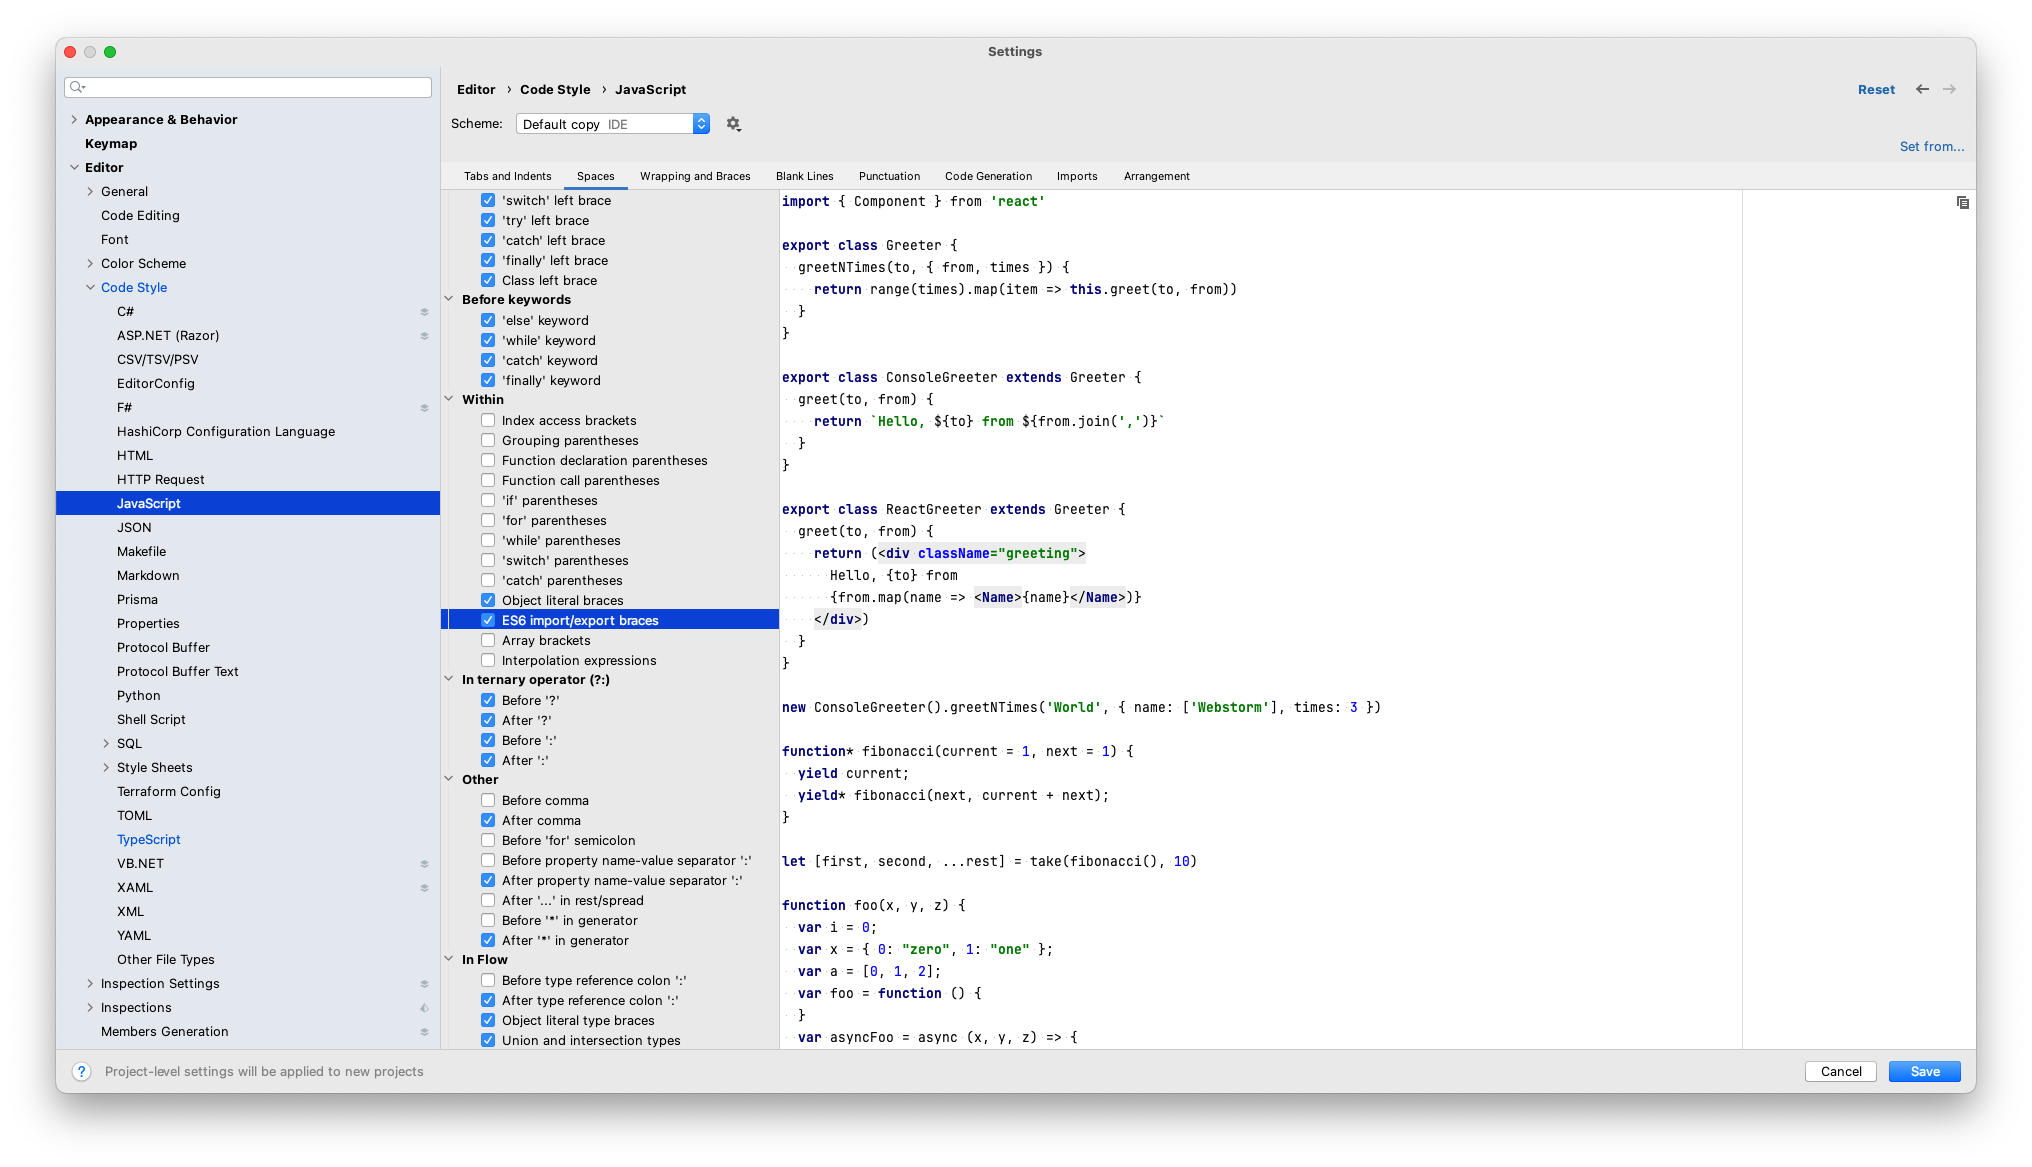 Settings
Appearance & Behavior
Keymap
Editor
General
Code Editing
Font
Color Scheme
Code Style
C#
ASP.NET (Razor)
CSV/TSV/PSV
EditorConfig
F#
HashiCorp Configuration Language
HTML
HTTP Request
JavaScript
JSON
Makefile
Markdown
Prisma
Properties
Protocol Buffer
Protocol Buffer Text
Python
Shell Script
SQL
Style Sheets
Terraform Config
TOML
TypeScript
VB.NET
XAML
XML
YAML
Other File Types
Inspection Settings
Inspections
Members Generation
Editor › Code Style › JavaScript
Reset
Scheme: Default copy IDE
Set from...
Tabs and Indents Spaces Wrapping and Braces Blank Lines Punctuation Code Generation Imports Arrangement
'switch' left brace
'try' left brace
'catch' left brace
'finally' left brace
Class left brace
Before keywords
'else' keyword
'while' keyword
'catch' keyword
'finally' keyword
Within
Index access brackets
Grouping parentheses
Function declaration parentheses
Function call parentheses
'if' parentheses
'for' parentheses
'while' parentheses
'switch' parentheses
'catch' parentheses
Object literal braces
ES6 import/export braces
Array brackets
Interpolation expressions
In ternary operator (?:)
Before '?'
After '?'
Before ':'
After ':'
Other
Before comma
After comma
Before 'for' semicolon
Before property name-value separator ':'
After property name-value separator ':'
After '...' in rest/spread
Before '*' in generator
After '*' in generator
In Flow
Before type reference colon ':'
After type reference colon ':'
Object literal type braces
Union and intersection types
import { Component } from 'react'
export class Greeter {
greetNTimes(to, { from, times }) {
return range(times).map(item => this.greet(to, from))
}
}
export class ConsoleGreeter extends Greeter {
greet(to, from) {
return `Hello, ${to} from ${from.join(',')}`
}
}
export class ReactGreeter extends Greeter {
greet(to, from) {
return (<div className="greeting">
Hello, {to} from
{from.map(name => <Name>{name}</Name>)}
</div>)
}
}
new ConsoleGreeter().greetNTimes('World', { name: ['Webstorm'], times: 3 })
function* fibonacci(current = 1, next = 1) {
yield current;
yield* fibonacci(next, current + next);
}
let [first, second, ...rest] = take(fibonacci(), 10)
function foo(x, y, z) {
var i = 0;
var x = { 0: "zero", 1: "one" };
var a = [0, 1, 2];
var foo = function () {
}
var asyncFoo = async (x, y, z) => {
? Project-level settings will be applied to new projects
Cancel
Save